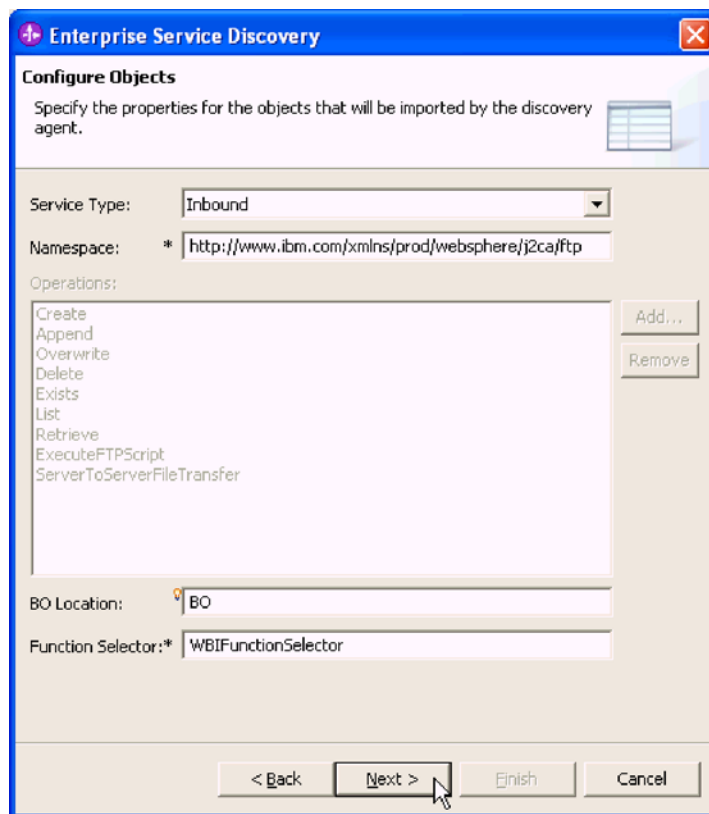 Enterprise Service Discovery
Configure Objects
Specify the properties for the objects that will be imported by the discovery
agent.
Service Type: Inbound
Namespace: * http://www.ibm.com/xmlns/prod/websphere/j2ca/ftp
Operations:
Create
Append
Overwrite
Delete
Exists
List
Retrieve
ExecuteFTPScript
ServerToServerFileTransfer
Add...
Remove
BO Location: BO
Function Selector:* WBIFunctionSelector
< Back Next > Finish Cancel